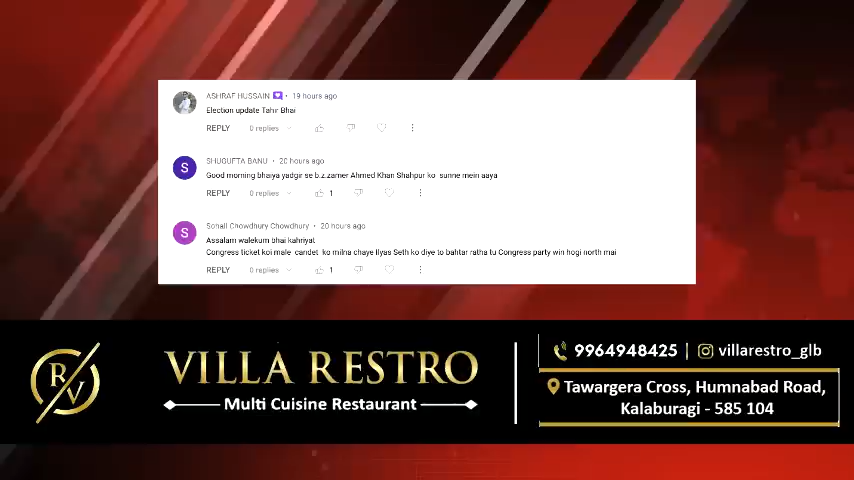 ASHRAF HUSSAIN • 19 hours ago
Election update Tahir Bhai
REPLY 0 replies
S
SHUGUFTA BANU • 20 hours ago
Good morning bhaiya yadgir se b.z.zamer Ahmed Khan Shahpur ko sunne mein aaya
REPLY 0 replies 1
S
Sohail Chowdhury Chowdhury • 20 hours ago
Assalam walekum bhai kahriyat
Congress ticket koi male candet ko milna chaye Ilyas Seth ko diye to bahtar ratha tu Congress party win hogi north mai
REPLY 0 replies 1
RV
VILLA RESTRO
Multi Cuisine Restaurant
9964948425 | villarestro_glb
Tawargera Cross, Humnabad Road,
Kalaburagi - 585 104